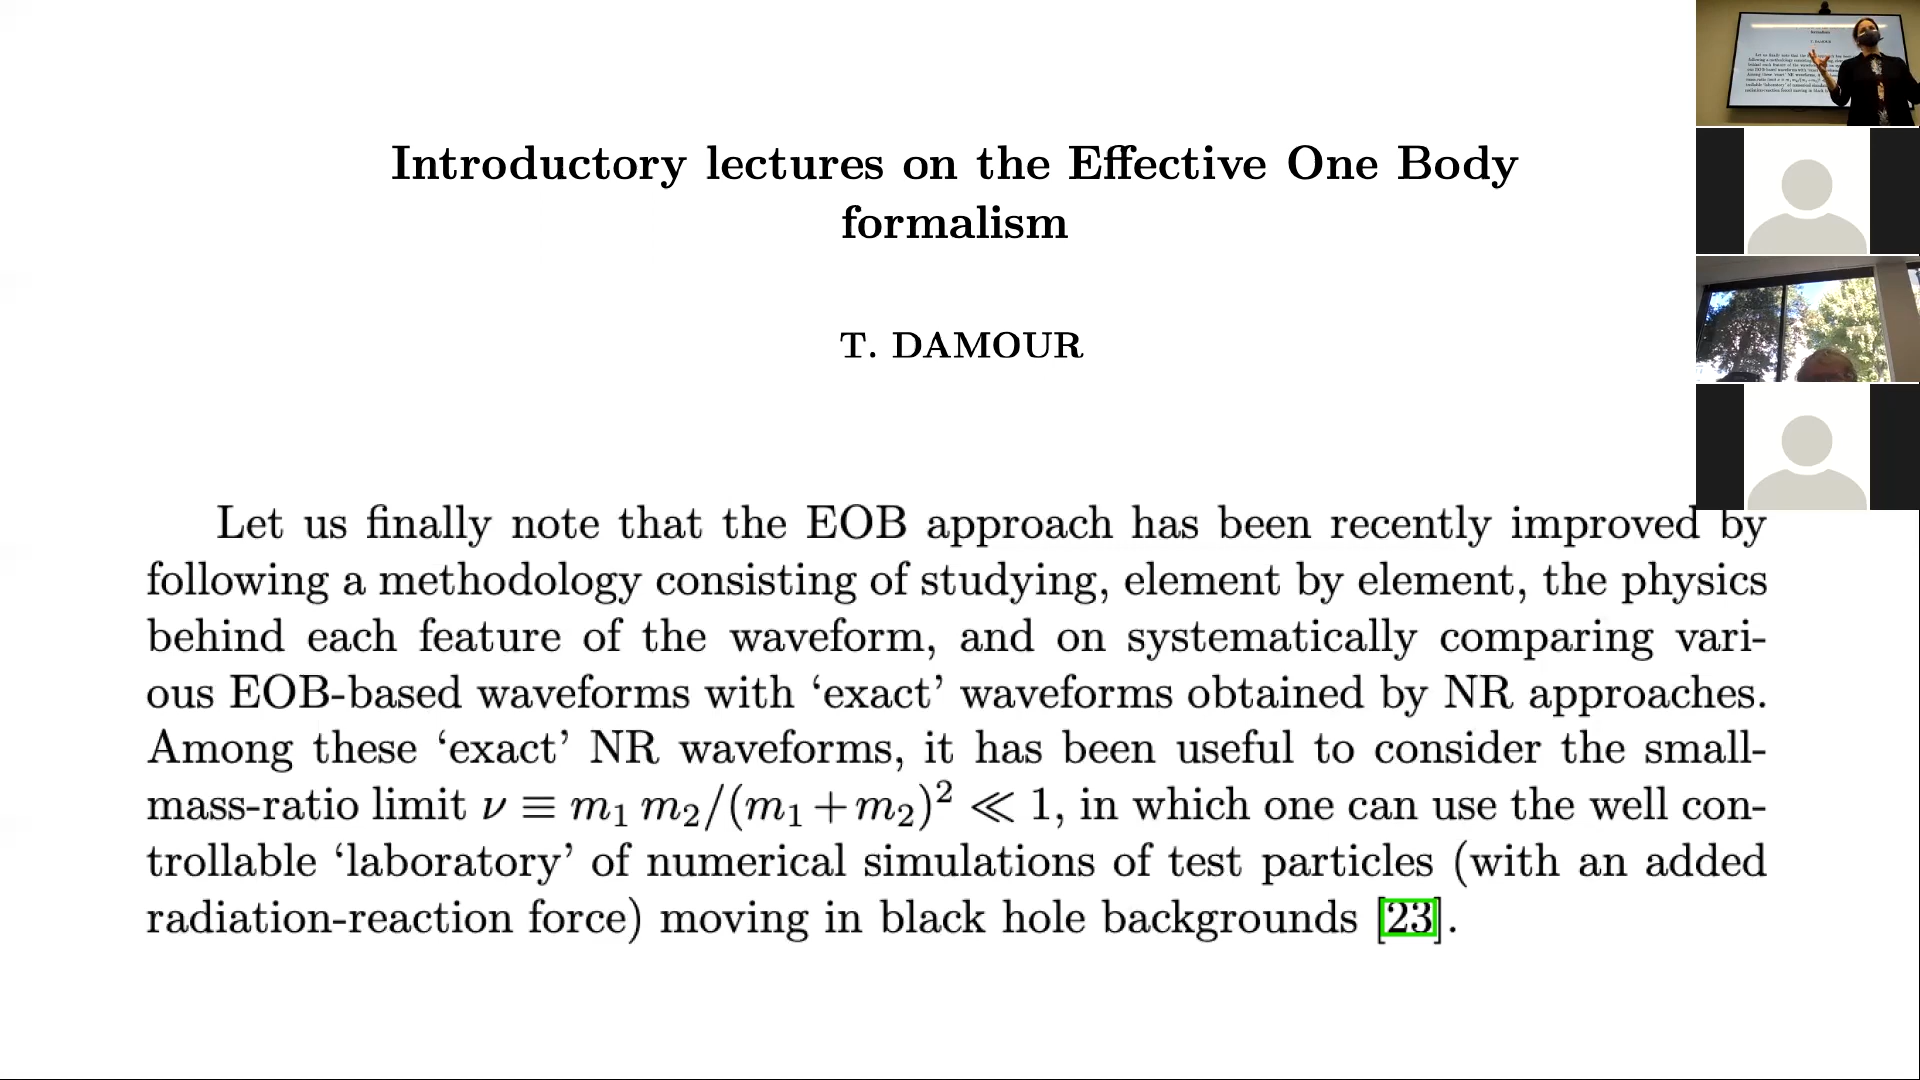 Introductory lectures on the Effective One Body
formalism
T. DAMOUR
Let us finally note that the EOB approach has been recently improved by
following a methodology consisting of studying, element by element, the physics
behind each feature of the waveform, and on systematically comparing vari-
ous EOB-based waveforms with ‘exact’ waveforms obtained by NR approaches.
Among these ‘exact’ NR waveforms, it has been useful to consider the small-
mass-ratio limit ν ≡ m₁ m₂/(m₁+m₂)² ≪ 1, in which one can use the well con-
trollable ‘laboratory’ of numerical simulations of test particles (with an added
radiation-reaction force) moving in black hole backgrounds [23].